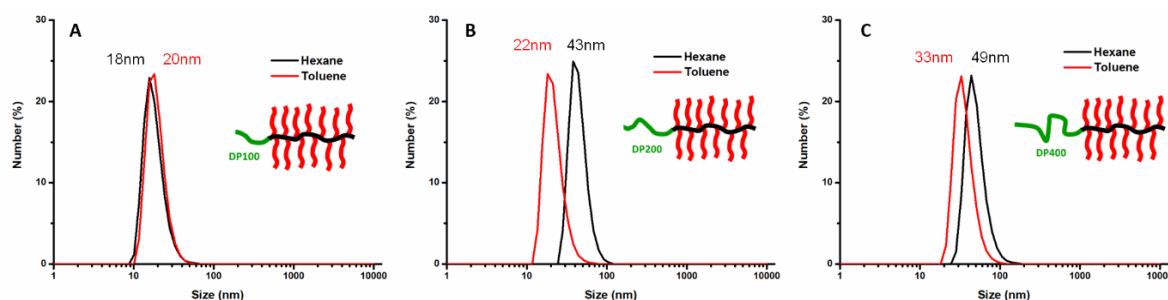 A
30
20
10
0
Number (%)
18nm
20nm
Hexane
Toluene
DP100
1
10
100
1000
10000
Size (nm)
B
30
20
10
0
Number (%)
22nm
43nm
Hexane
Toluene
DP200
1
10
100
1000
10000
Size (nm)
C
30
20
10
0
Number (%)
33nm
49nm
Hexane
Toluene
DP400
1
10
100
1000
10000
Size (nm)